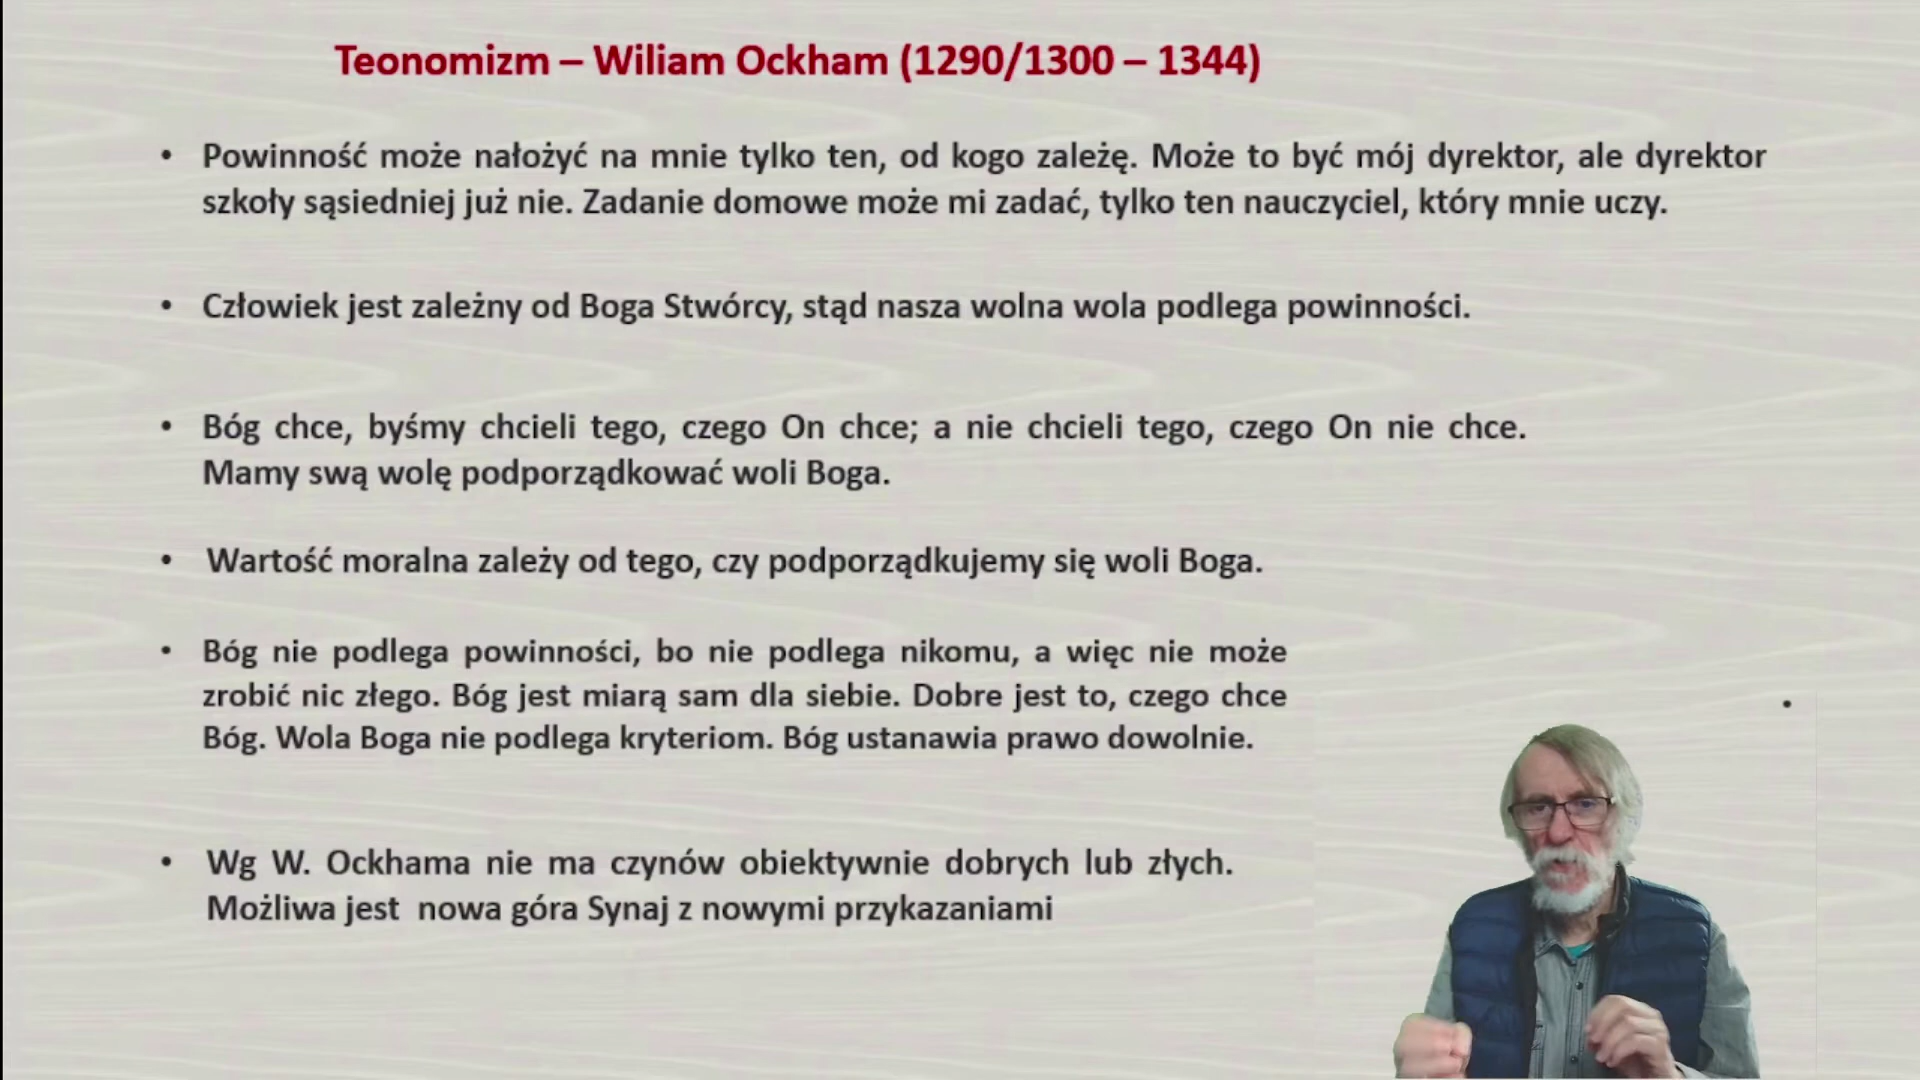 Teonomizm – Wiliam Ockham (1290/1300 – 1344)
• Powinność może nałożyć na mnie tylko ten, od kogo zależę. Może to być mój dyrektor, ale dyrektor
szkoły sąsiedniej już nie. Zadanie domowe może mi zadać, tylko ten nauczyciel, który mnie uczy.
• Człowiek jest zależny od Boga Stwórcy, stąd nasza wolna wola podlega powinności.
• Bóg chce, byśmy chcieli tego, czego On chce; a nie chcieli tego, czego On nie chce.
Mamy swą wolę podporządkować woli Boga.
• Wartość moralna zależy od tego, czy podporządkujemy się woli Boga.
• Bóg nie podlega powinności, bo nie podlega nikomu, a więc nie może
zrobić nic złego. Bóg jest miarą sam dla siebie. Dobre jest to, czego chce
Bóg. Wola Boga nie podlega kryteriom. Bóg ustanawia prawo dowolnie.
• Wg W. Ockhama nie ma czynów obiektywnie dobrych lub złych.
Możliwa jest nowa góra Synaj z nowymi przykazaniami